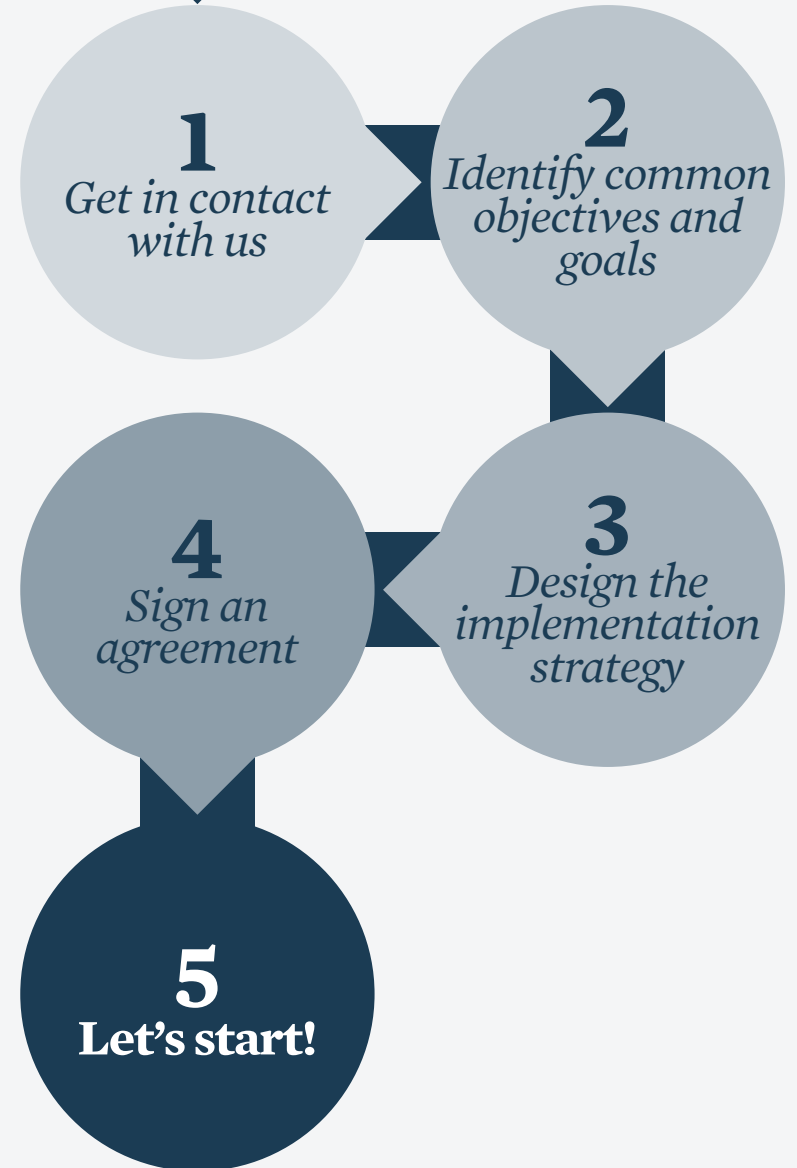 1
Get in contact
with us
2
Identify common
objectives and
goals
3
Design the
implementation
strategy
4
Sign an
agreement
5
Let’s start!